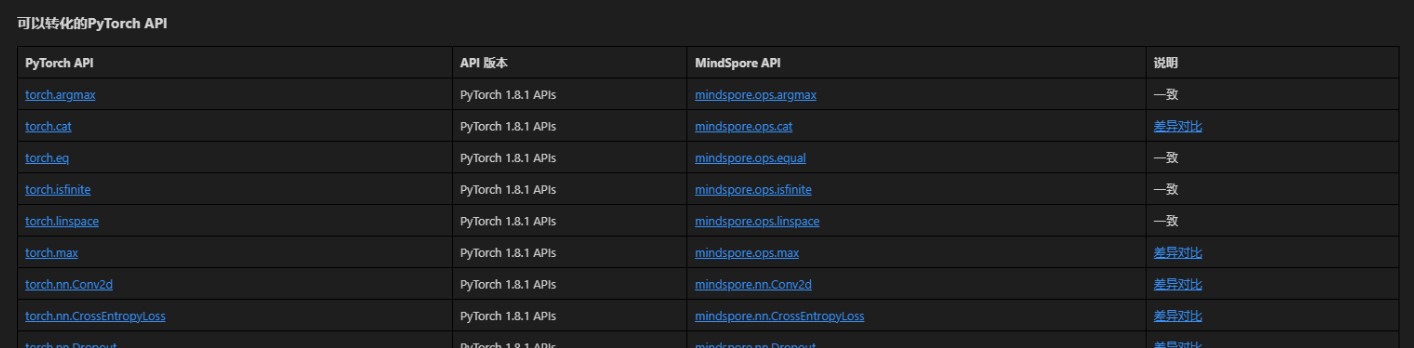 可以转化的PyTorch API
PyTorch API API 版本 MindSpore API 说明
torch.argmax PyTorch 1.8.1 APIs mindspore.ops.argmax 一致
torch.cat PyTorch 1.8.1 APIs mindspore.ops.cat 差异对比
torch.eq PyTorch 1.8.1 APIs mindspore.ops.equal 一致
torch.isfinite PyTorch 1.8.1 APIs mindspore.ops.isfinite 一致
torch.linspace PyTorch 1.8.1 APIs mindspore.ops.linspace 一致
torch.max PyTorch 1.8.1 APIs mindspore.ops.max 差异对比
torch.nn.Conv2d PyTorch 1.8.1 APIs mindspore.nn.Conv2d 差异对比
torch.nn.CrossEntropyLoss PyTorch 1.8.1 APIs mindspore.nn.CrossEntropyLoss 差异对比
torch.nn.Dropout PyTorch 1.8.1 APIs mindspore.nn.Dropout 差异对比